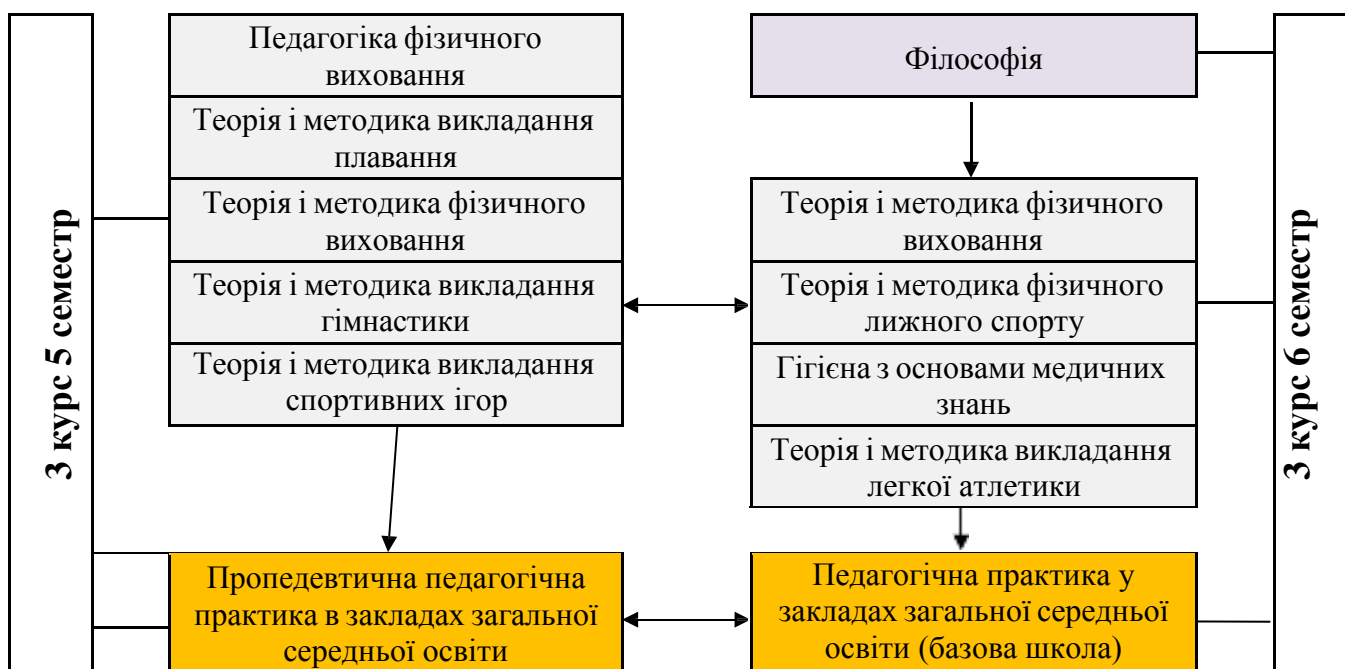 3 курс 5 семестр
Педагогіка фізичного
виховання
Теорія і методика викладання
плавання
Теорія і методика фізичного
виховання
Теорія і методика викладання
гімнастики
Теорія і методика викладання
спортивних ігор
Пропедевтична педагогічна
практика в закладах загальної
середньої освіти
Філософія
Теорія і методика фізичного
виховання
Теорія і методика фізичного
лижного спорту
Гігієна з основами медичних
знань
Теорія і методика викладання
легкої атлетики
Педагогічна практика у
закладах загальної середньої
освіти (базова школа)
3 курс 6 семестр